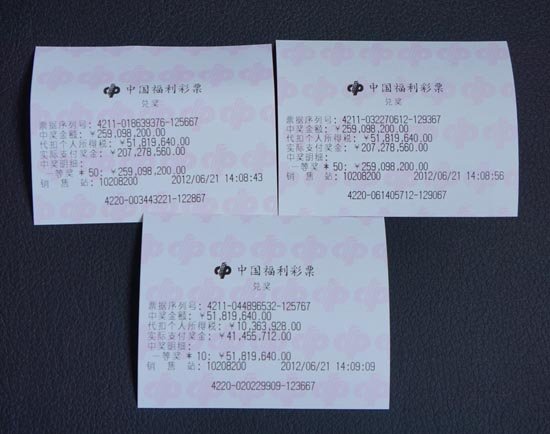 中国福利彩票
兑奖
票据序列号: 4211-018639376-125667
中奖金额: ￥259,098,200.00
代扣个人所得税: ￥51,819,640.00
实际支付奖金: ￥207,278,560.00
中奖明细:
一等奖 * 50: ￥259,098,200.00
销 售 站: 10208200 2012/06/21 14:08:43
4220-003443221-122867
中国福利彩票
兑奖
票据序列号: 4211-032270612-129367
中奖金额: ￥259,098,200.00
代扣个人所得税: ￥51,819,640.00
实际支付奖金: ￥207,278,560.00
中奖明细:
一等奖 * 50: ￥259,098,200.00
销 售 站: 10208200 2012/06/21 14:08:56
4220-061405712-129067
中国福利彩票
兑奖
票据序列号: 4211-044896532-125767
中奖金额: ￥51,819,640.00
代扣个人所得税: ￥10,363,928.00
实际支付奖金: ￥41,455,712.00
中奖明细:
一等奖 * 10: ￥51,819,640.00
销 售 站: 10208200 2012/06/21 14:09:09
4220-020229909-123667